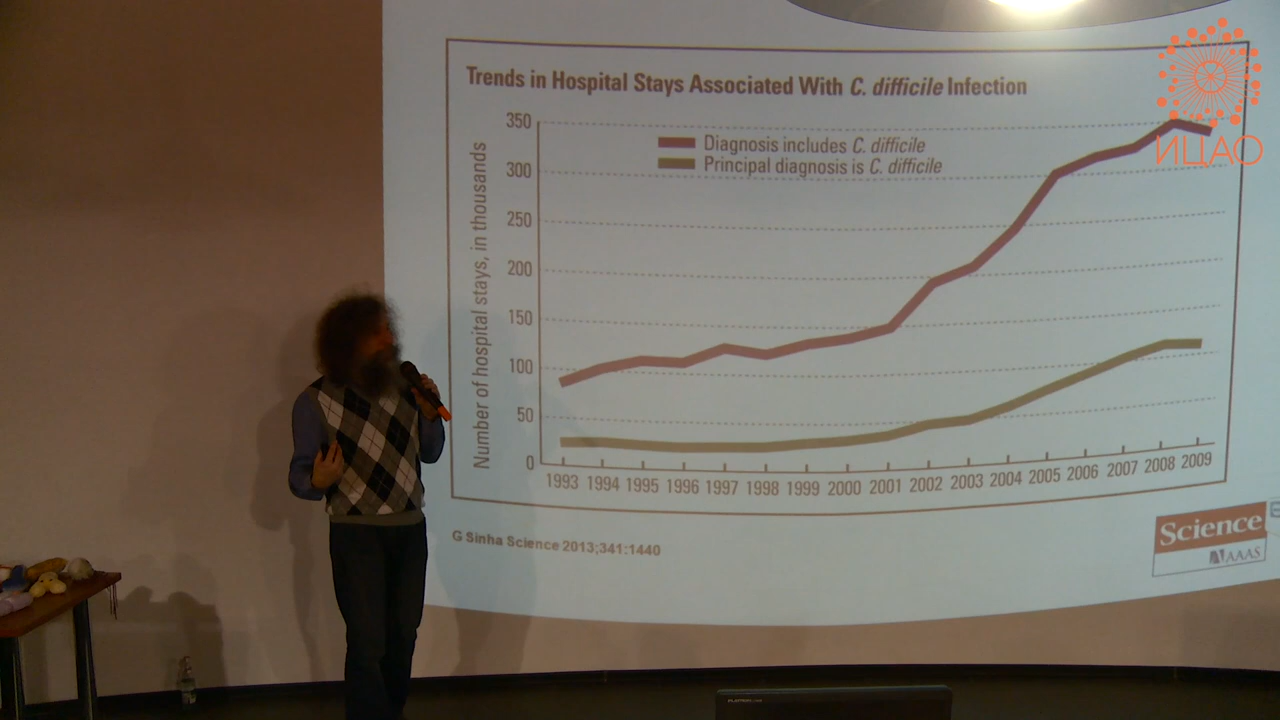 Trends in Hospital Stays Associated With C. difficile Infection
ИЦАО
Number of hospital stays, in thousands
350
300
250
200
150
100
50
0
Diagnosis includes C. difficile
Principal diagnosis is C. difficile
1993 1994 1995 1996 1997 1998 1999 2000 2001 2002 2003 2004 2005 2006 2007 2008 2009
G Sinha Science 2013;341:1440
Science
AAAS